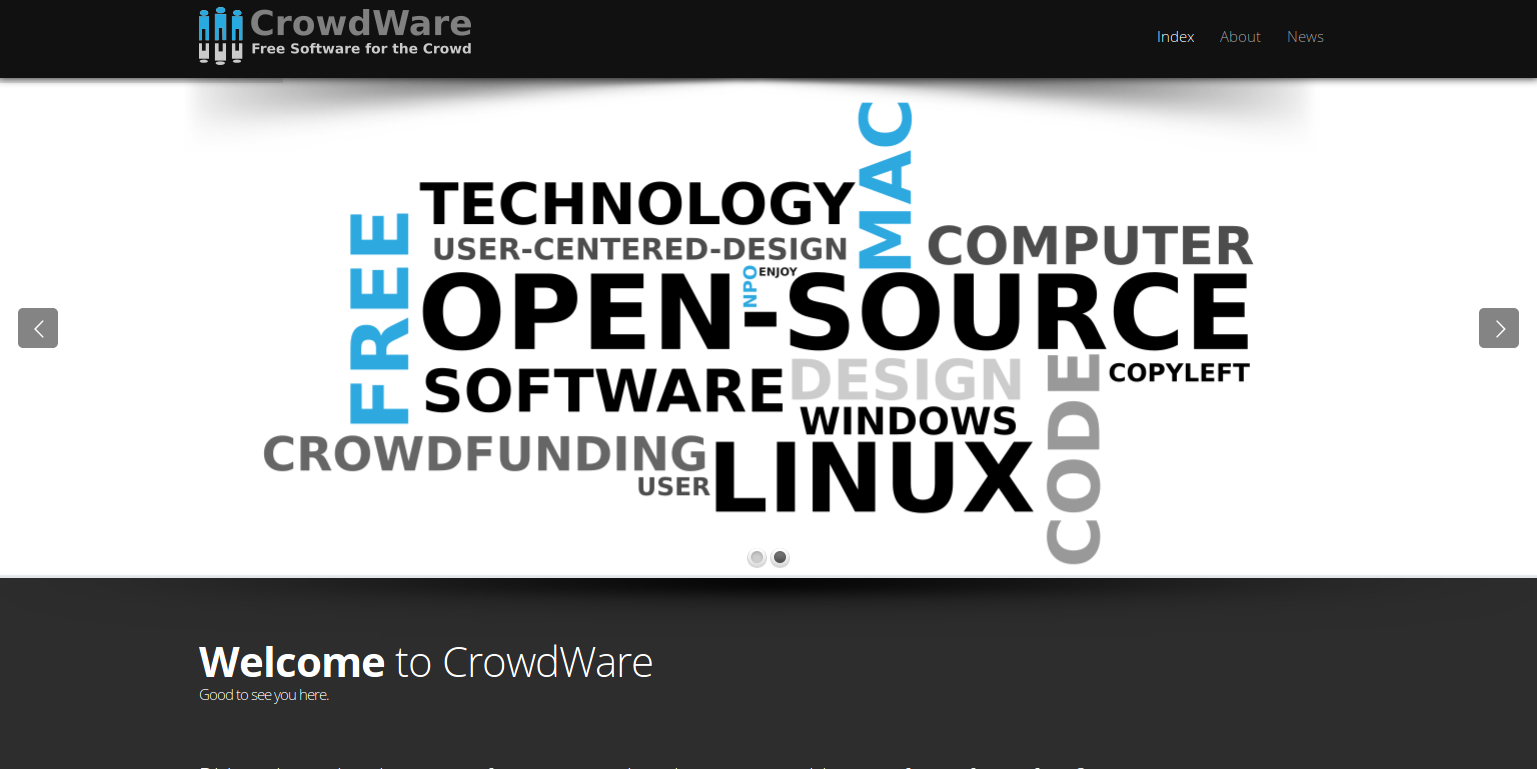 CrowdWare
Free Software for the Crowd
Index
About
News
MAC
TECHNOLOGY
FREE
USER-CENTERED-DESIGN
COMPUTER
NPO
ENJOY
OPEN-SOURCE
SOFTWARE
DESIGN
CODE
COPYLEFT
WINDOWS
CROWDFUNDING
LINUX
USER
Welcome to CrowdWare
Good to see you here.